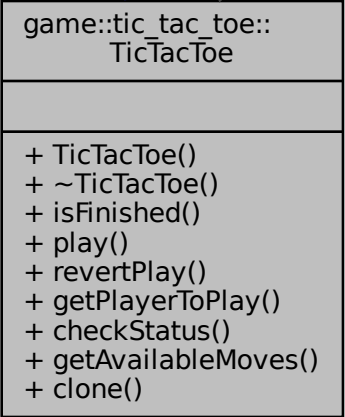 game::tic_tac_toe::
TicTacToe
+ TicTacToe()
+ ~TicTacToe()
+ isFinished()
+ play()
+ revertPlay()
+ getPlayerToPlay()
+ checkStatus()
+ getAvailableMoves()
+ clone()